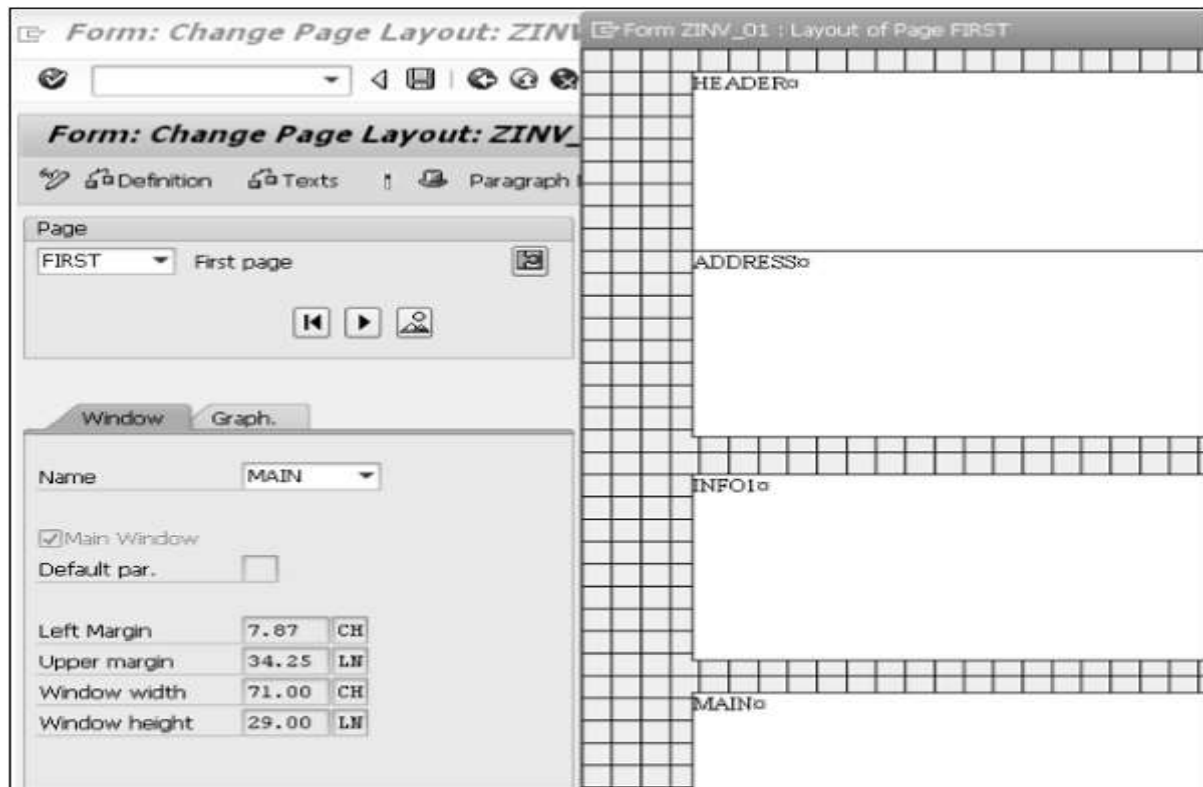 Form: Change Page Layout: ZINV
Form ZINV_01 : Layout of Page FIRST
Form: Change Page Layout: ZINV_
Definition Texts i Paragraph
Page
FIRST First page
Window Graph.
Name MAIN
Main Window
Default par.
Left Margin 7.87 CH
Upper margin 34.25 LN
Window width 71.00 CH
Window height 29.00 LN
HEADER¤
ADDRESS¤
INFO1¤
MAIN¤